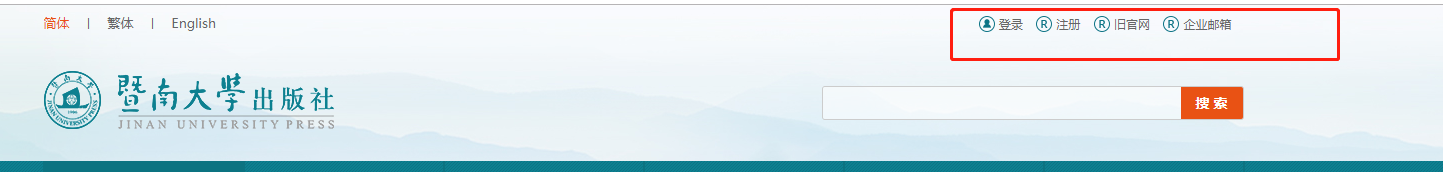 简体 | 繁体 | English
登录 注册 旧官网 企业邮箱
暨南大学出版社
JINAN UNIVERSITY PRESS
搜索